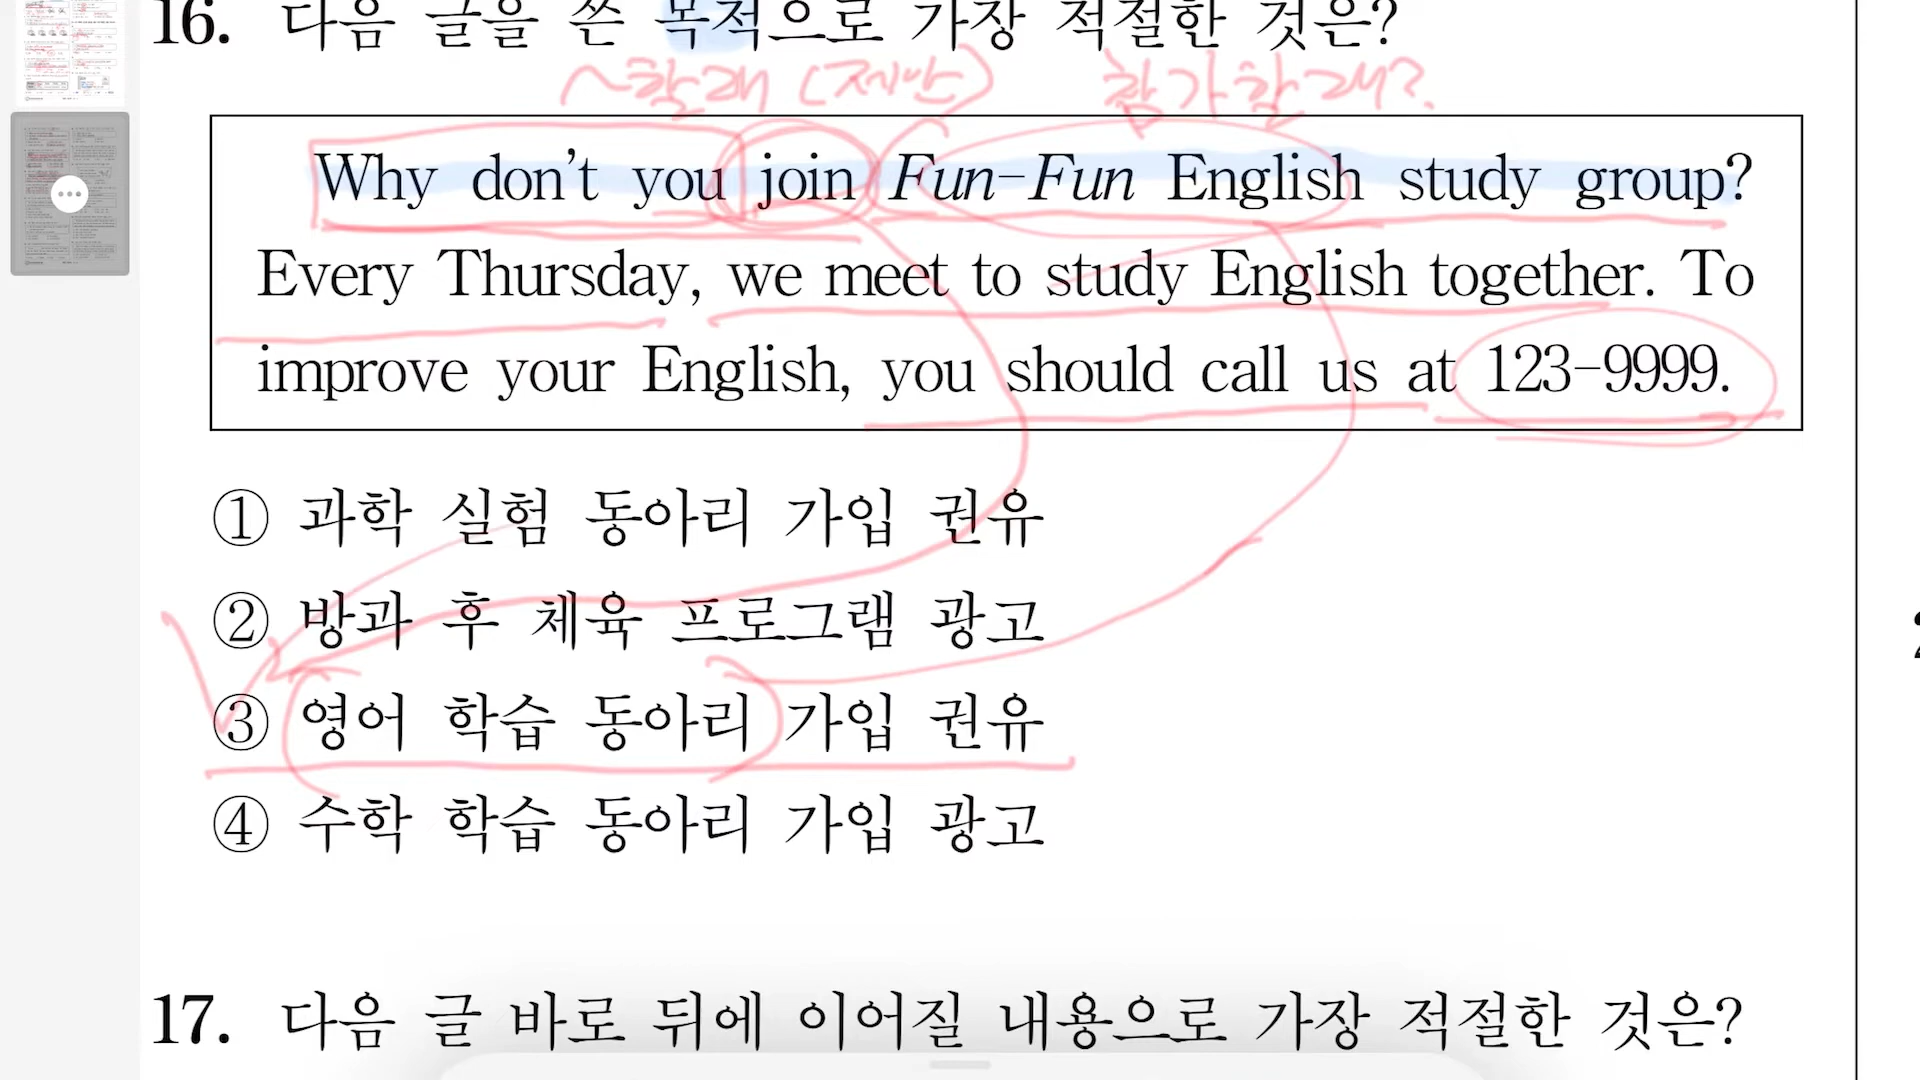 16. 다음 글을 쓴 목적으로 가장 적절한 것은?
~할래 (제안) 참가할래?
Why don't you join Fun-Fun English study group?
Every Thursday, we meet to study English together. To
improve your English, you should call us at 123-9999.
① 과학 실험 동아리 가입 권유
② 방과 후 체육 프로그램 광고
③ 영어 학습 동아리 가입 권유
④ 수학 학습 동아리 가입 광고
17. 다음 글 바로 뒤에 이어질 내용으로 가장 적절한 것은?